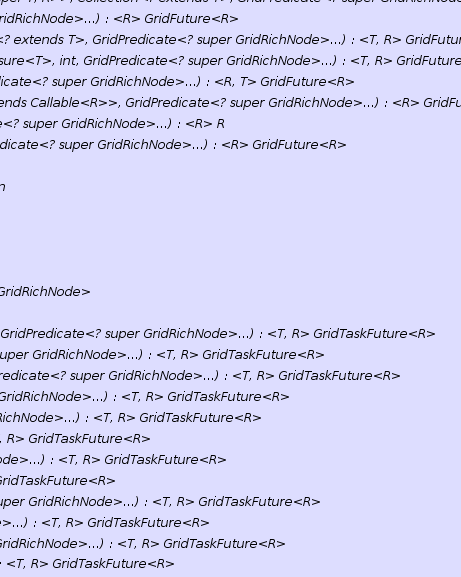 uper T, R>>, Collection<? extends T>, GridPredicate<? super GridRichNode
ridRichNode>...) : <R> GridFuture<R>
<? extends T>, GridPredicate<? super GridRichNode>...) : <T, R> GridFutur
sure<T>, int, GridPredicate<? super GridRichNode>...) : <T, R> GridFuture
licate<? super GridRichNode>...) : <R, T> GridFuture<R>
ends Callable<R>>, GridPredicate<? super GridRichNode>...) : <R> GridFu
e<? super GridRichNode>...) : <R> R
dicate<? super GridRichNode>...) : <R> GridFuture<R>
n
GridRichNode>
GridPredicate<? super GridRichNode>...) : <T, R> GridTaskFuture<R>
super GridRichNode>...) : <T, R> GridTaskFuture<R>
redicate<? super GridRichNode>...) : <T, R> GridTaskFuture<R>
GridRichNode>...) : <T, R> GridTaskFuture<R>
RichNode>...) : <T, R> GridTaskFuture<R>
, R> GridTaskFuture<R>
ode>...) : <T, R> GridTaskFuture<R>
GridTaskFuture<R>
uper GridRichNode>...) : <T, R> GridTaskFuture<R>
e>...) : <T, R> GridTaskFuture<R>
GridRichNode>...) : <T, R> GridTaskFuture<R>
: <T, R> GridTaskFuture<R>